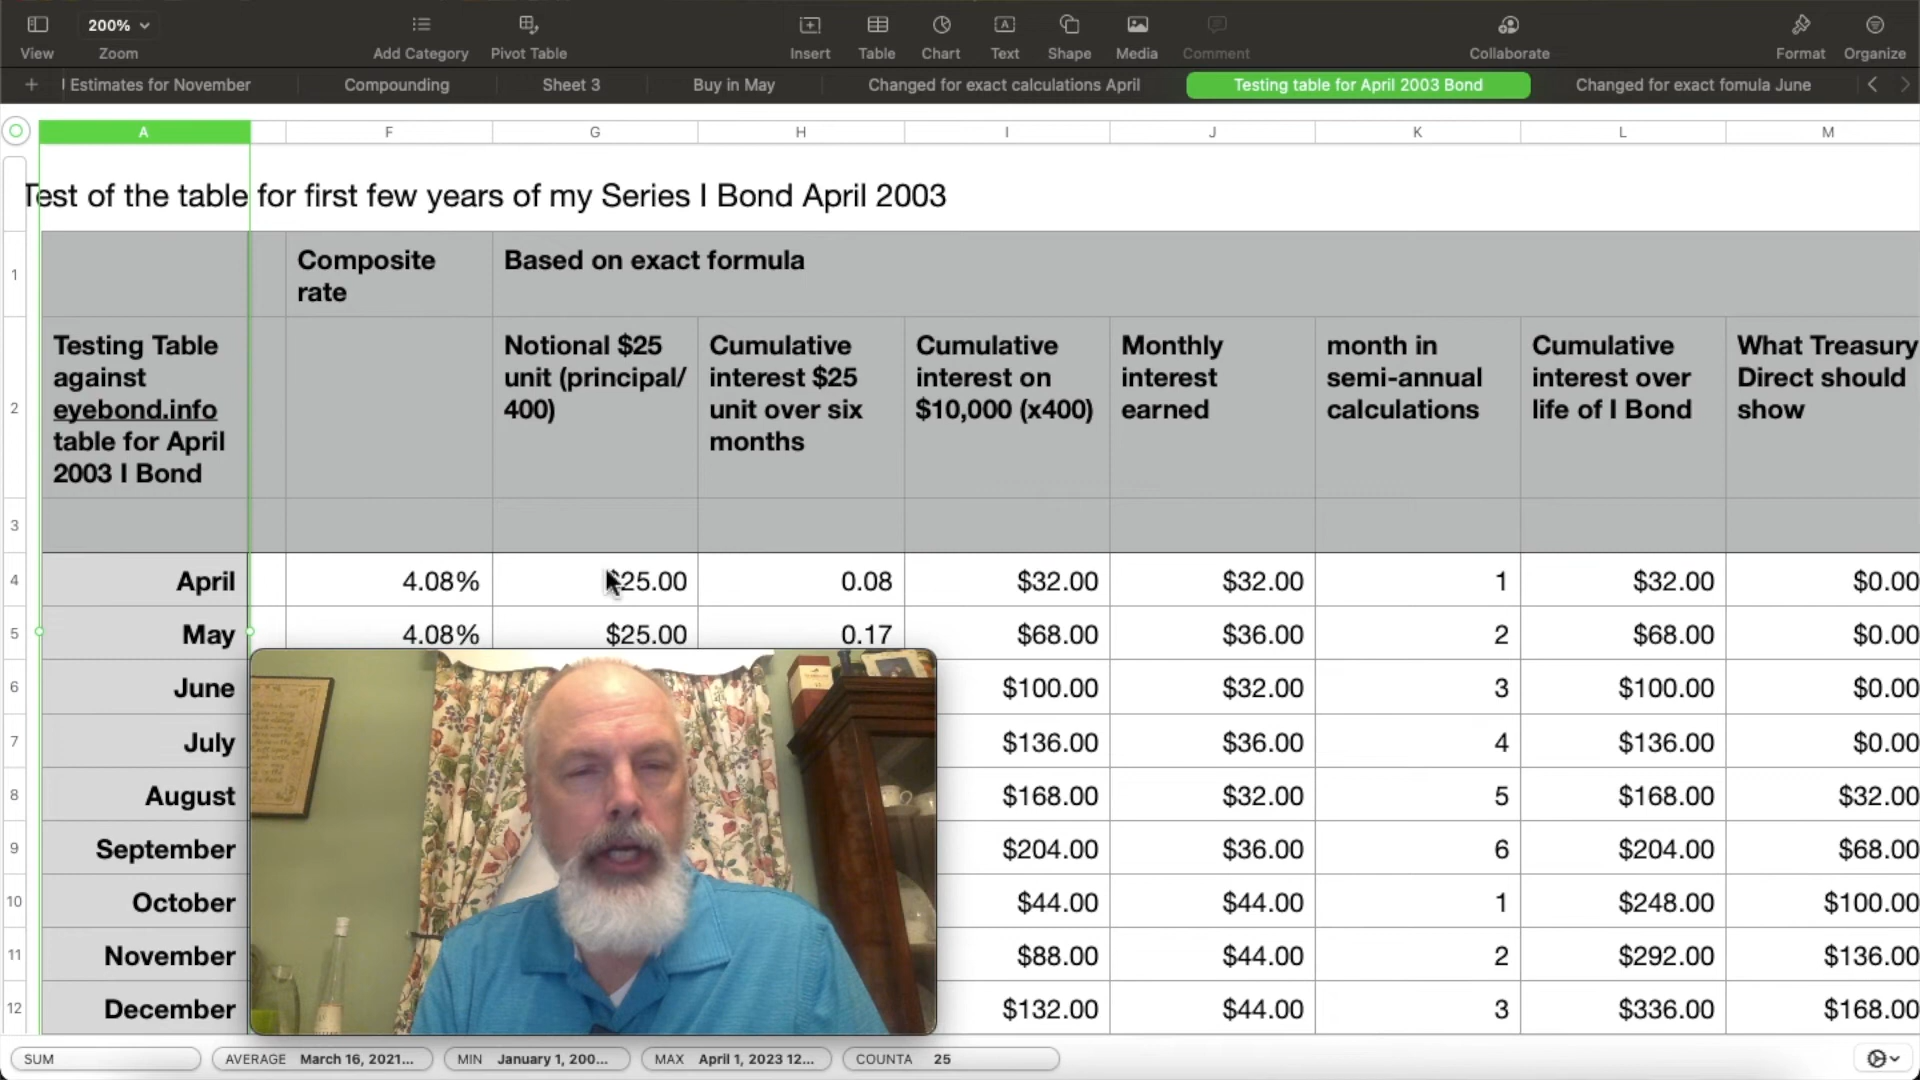 200%
View Zoom Add Category Pivot Table Insert Table Chart Text Shape Media Comment Collaborate Format Organize
Estimates for November Compounding Sheet 3 Buy in May Changed for exact calculations April Testing table for April 2003 Bond Changed for exact fomula June
A F G H I J K L M
Test of the table for first few years of my Series I Bond April 2003
1
Composite
rate
Based on exact formula
2
Testing Table
against
eyebond.info
table for April
2003 I Bond
Notional $25
unit (principal/
400)
Cumulative
interest $25
unit over six
months
Cumulative
interest on
$10,000 (x400)
Monthly
interest
earned
month in
semi-annual
calculations
Cumulative
interest over
life of I Bond
What Treasury
Direct should
show
3
4 April 4.08% $25.00 0.08 $32.00 $32.00 1 $32.00 $0.00
5 May 4.08% $25.00 0.17 $68.00 $36.00 2 $68.00 $0.00
6 June $100.00 $32.00 3 $100.00 $0.00
7 July $136.00 $36.00 4 $136.00 $0.00
8 August $168.00 $32.00 5 $168.00 $32.00
9 September $204.00 $36.00 6 $204.00 $68.00
10 October $44.00 $44.00 1 $248.00 $100.00
11 November $88.00 $44.00 2 $292.00 $136.00
12 December $132.00 $44.00 3 $336.00 $168.00
SUM AVERAGE March 16, 2021... MIN January 1, 200... MAX April 1, 2023 12... COUNTA 25